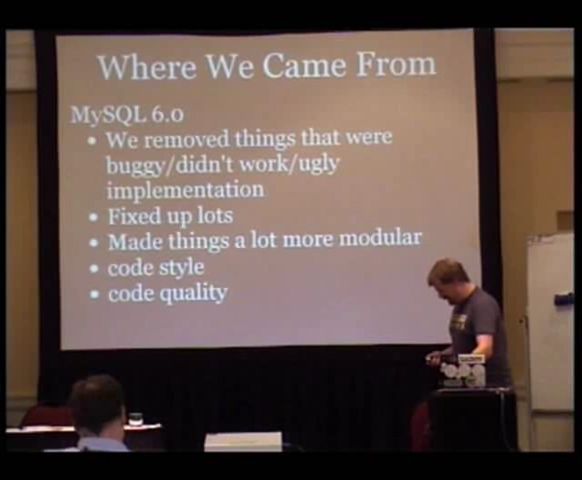 Where We Came From
MySQL 6.0
• We removed things that were
buggy/didn't work/ugly
implementation
• Fixed up lots
• Made things a lot more modular
• code style
• code quality